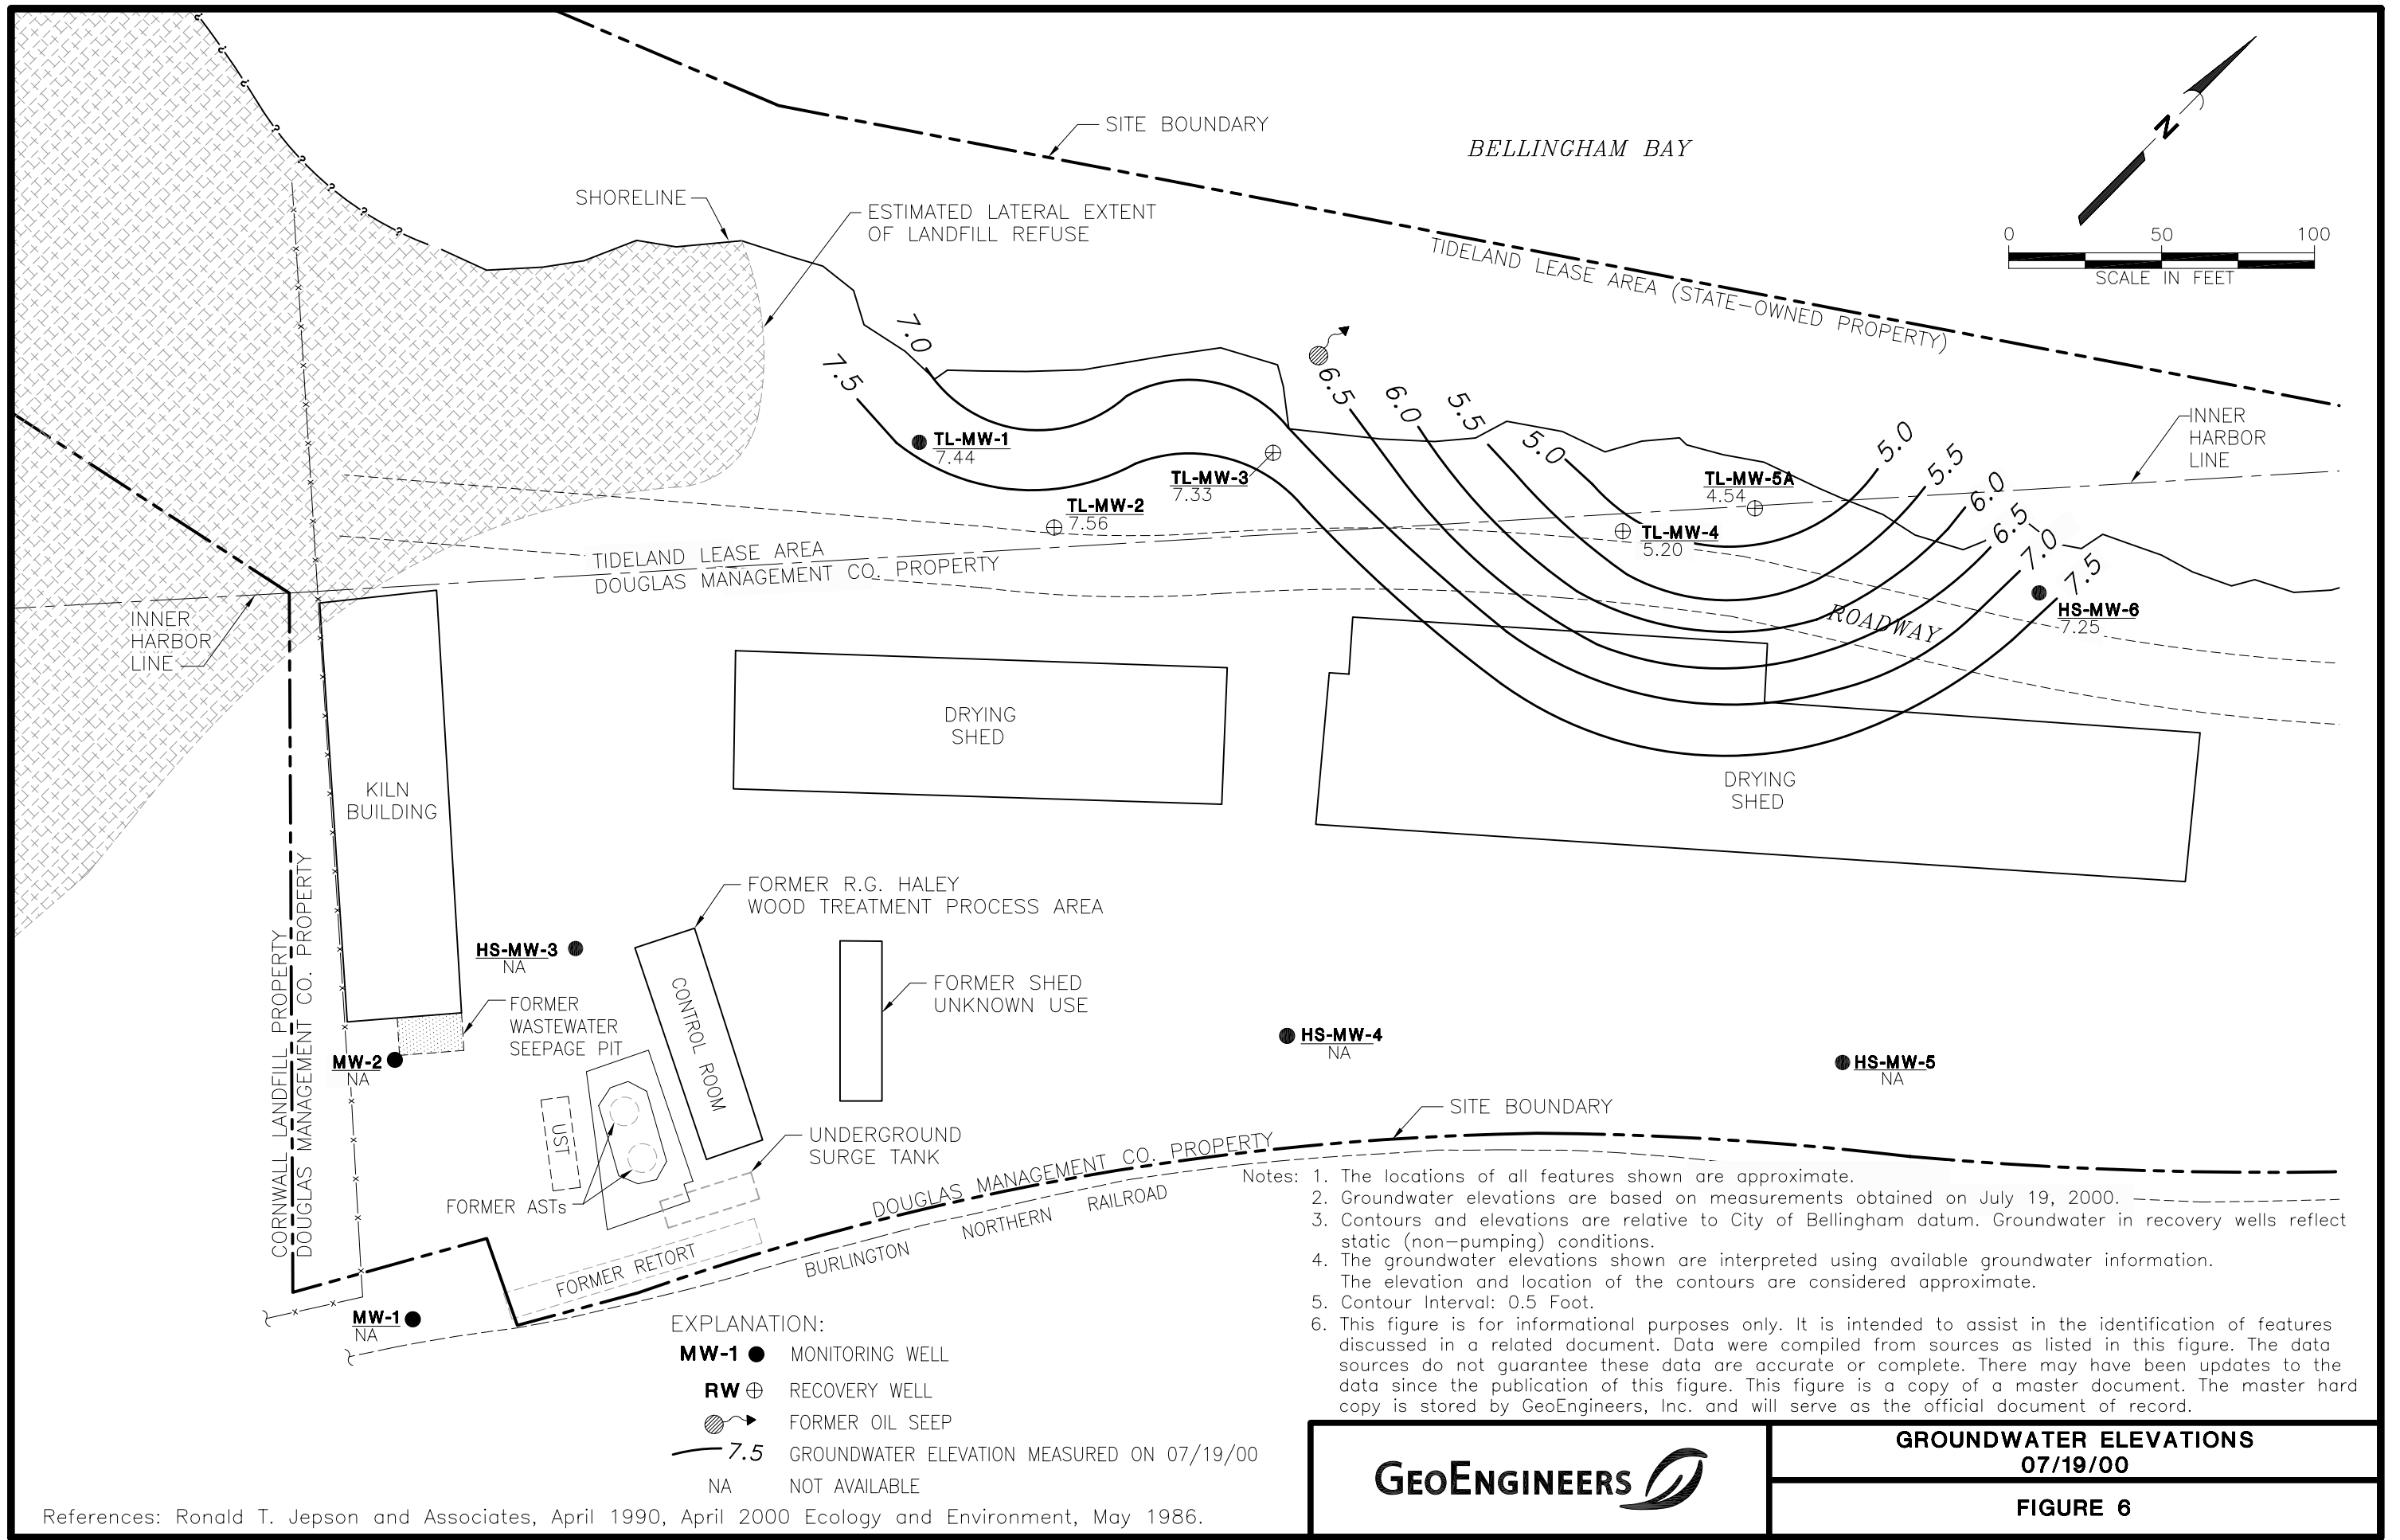 SITE BOUNDARY
BELLINGHAM BAY
N
0 50 100
SCALE IN FEET
SHORELINE
ESTIMATED LATERAL EXTENT
OF LANDFILL REFUSE
TIDELAND LEASE AREA (STATE-OWNED PROPERTY)
7.0
7.5
6.5
6.0
5.5
5.0
5.0
5.5
6.0
6.5
7.0
7.5
INNER
HARBOR
LINE
TL-MW-1
7.44
TL-MW-2
7.56
TL-MW-3
7.33
TL-MW-5A
4.54
TL-MW-4
5.20
HS-MW-6
7.25
ROADWAY
TIDELAND LEASE AREA
DOUGLAS MANAGEMENT CO. PROPERTY
INNER
HARBOR
LINE
KILN
BUILDING
DRYING
SHED
DRYING
SHED
CORNWALL LANDFILL PROPERTY
DOUGLAS MANAGEMENT CO. PROPERTY
FORMER R.G. HALEY
WOOD TREATMENT PROCESS AREA
HS-MW-3
NA
FORMER
WASTEWATER
SEEPAGE PIT
CONTROL ROOM
FORMER SHED
UNKNOWN USE
MW-2
NA
HS-MW-4
NA
HS-MW-5
NA
UST
UNDERGROUND
SURGE TANK
FORMER ASTs
SITE BOUNDARY
DOUGLAS MANAGEMENT CO. PROPERTY
BURLINGTON NORTHERN RAILROAD
FORMER RETORT
MW-1
NA
Notes: 1. The locations of all features shown are approximate.
2. Groundwater elevations are based on measurements obtained on July 19, 2000.
3. Contours and elevations are relative to City of Bellingham datum. Groundwater in recovery wells reflect
static (non-pumping) conditions.
4. The groundwater elevations shown are interpreted using available groundwater information.
The elevation and location of the contours are considered approximate.
5. Contour Interval: 0.5 Foot.
6. This figure is for informational purposes only. It is intended to assist in the identification of features
discussed in a related document. Data were compiled from sources as listed in this figure. The data
sources do not guarantee these data are accurate or complete. There may have been updates to the
data since the publication of this figure. This figure is a copy of a master document. The master hard
copy is stored by GeoEngineers, Inc. and will serve as the official document of record.
EXPLANATION:
MW-1 MONITORING WELL
RW RECOVERY WELL
FORMER OIL SEEP
7.5 GROUNDWATER ELEVATION MEASURED ON 07/19/00
NA NOT AVAILABLE
References: Ronald T. Jepson and Associates, April 1990, April 2000 Ecology and Environment, May 1986.
GEOENGINEERS
GROUNDWATER ELEVATIONS
07/19/00
FIGURE 6